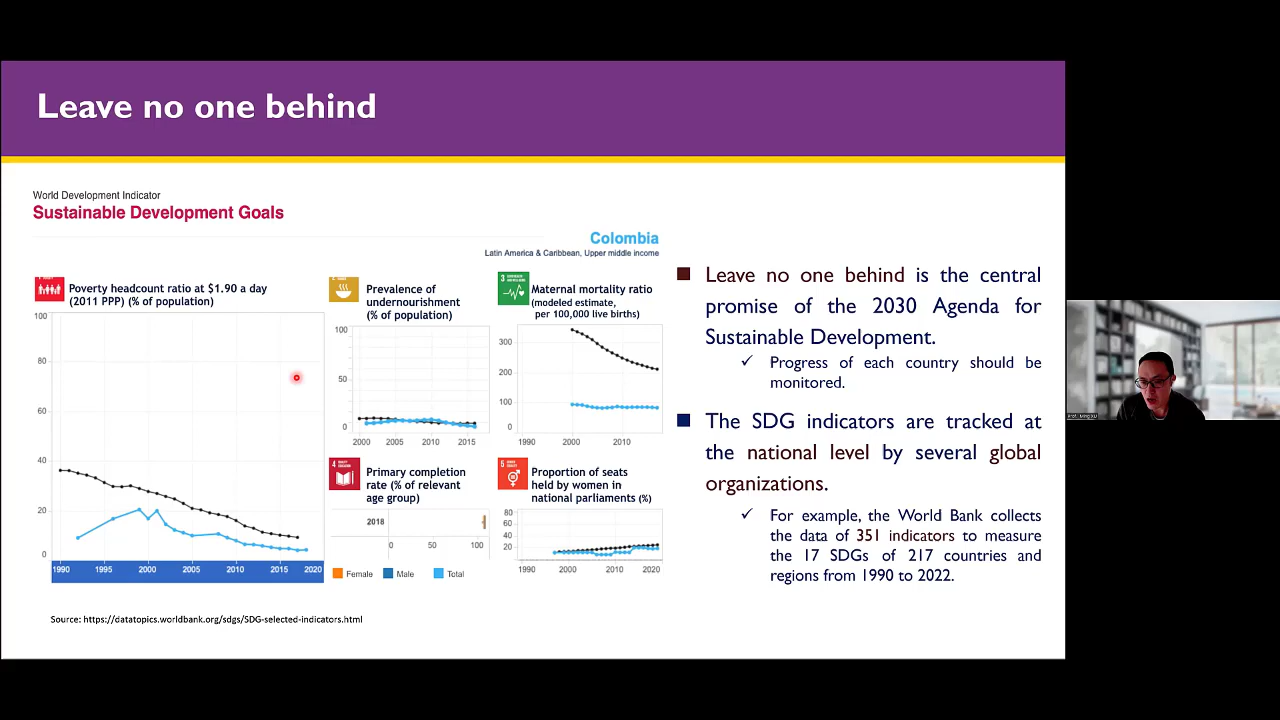 Leave no one behind
World Development Indicator
Sustainable Development Goals
Colombia
Latin America & Caribbean, Upper middle income
Poverty headcount ratio at $1.90 a day
(2011 PPP) (% of population)
100
80
60
40
20
0
1990 1995 2000 2005 2010 2015 2020
Prevalence of
undernourishment
(% of population)
100
50
0
2000 2005 2010 2015
3
Maternal mortality ratio
(modeled estimate,
per 100,000 live births)
300
200
100
0
1990 2000 2010
4
Primary completion
rate (% of relevant
age group)
2018
0 50 100
5
Proportion of seats
held by women in
national parliaments (%)
80
60
40
20
1990 2000 2010 2020
Female Male Total
Source: https://datatopics.worldbank.org/sdgs/SDG-selected-indicators.html
Leave no one behind is the central
promise of the 2030 Agenda for
Sustainable Development.
✓ Progress of each country should be
monitored.
The SDG indicators are tracked at
the national level by several global
organizations.
✓ For example, the World Bank collects
the data of 351 indicators to measure
the 17 SDGs of 217 countries and
regions from 1990 to 2022.
Prof. Ming XU